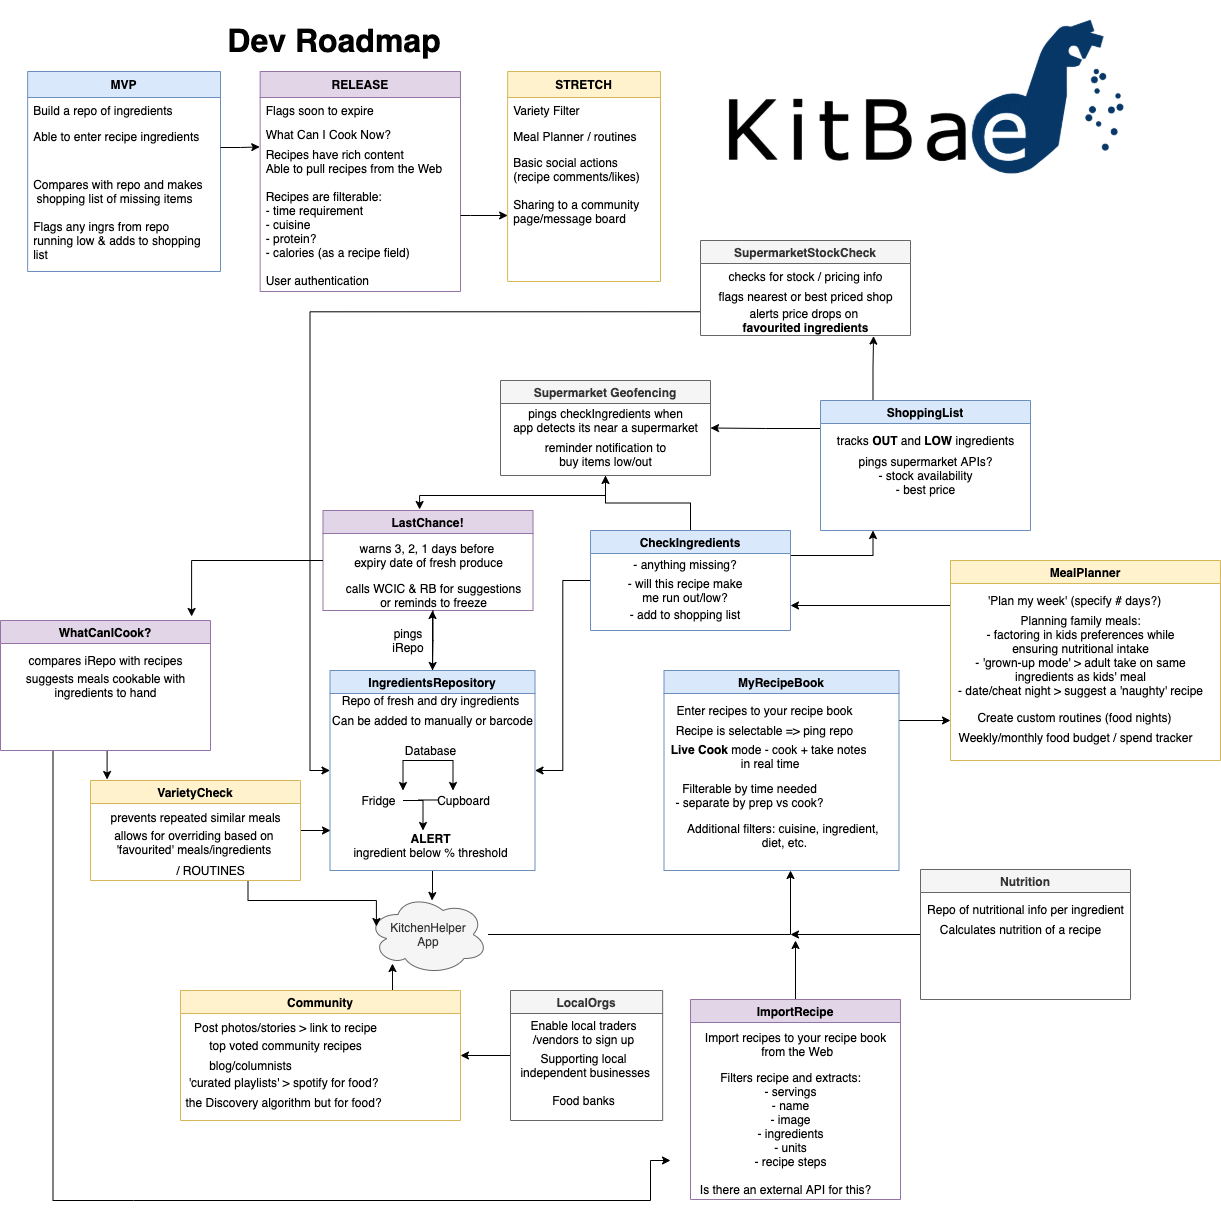 Dev Roadmap
KitBae
MVP
Build a repo of ingredients
Able to enter recipe ingredients
Compares with repo and makes
shopping list of missing items
Flags any ingrs from repo
running low & adds to shopping
list
RELEASE
Flags soon to expire
What Can I Cook Now?
Recipes have rich content
Able to pull recipes from the Web
Recipes are filterable:
- time requirement
- cuisine
- protein?
- calories (as a recipe field)
User authentication
STRETCH
Variety Filter
Meal Planner / routines
Basic social actions
(recipe comments/likes)
Sharing to a community
page/message board
SupermarketStockCheck
checks for stock / pricing info
flags nearest or best priced shop
alerts price drops on
favourited ingredients
Supermarket Geofencing
pings checkIngredients when
app detects its near a supermarket
reminder notification to
buy items low/out
ShoppingList
tracks OUT and LOW ingredients
pings supermarket APIs?
- stock availability
- best price
LastChance!
warns 3, 2, 1 days before
expiry date of fresh produce
calls WCIC & RB for suggestions
or reminds to freeze
CheckIngredients
- anything missing?
- will this recipe make
me run out/low?
- add to shopping list
MealPlanner
'Plan my week' (specify # days?)
Planning family meals:
- factoring in kids preferences while
ensuring nutritional intake
- 'grown-up mode' > adult take on same
ingredients as kids' meal
- date/cheat night > suggest a 'naughty' recipe
Create custom routines (food nights)
Weekly/monthly food budget / spend tracker
WhatCanICook?
compares iRepo with recipes
suggests meals cookable with
ingredients to hand
pings
iRepo
IngredientsRepository
Repo of fresh and dry ingredients
Can be added to manually or barcode
Database
Fridge
Cupboard
ALERT
ingredient below % threshold
MyRecipeBook
Enter recipes to your recipe book
Recipe is selectable => ping repo
Live Cook mode - cook + take notes
in real time
Filterable by time needed
- separate by prep vs cook?
Additional filters: cuisine, ingredient,
diet, etc.
VarietyCheck
prevents repeated similar meals
allows for overriding based on
'favourited' meals/ingredients
/ ROUTINES
KitchenHelper
App
Nutrition
Repo of nutritional info per ingredient
Calculates nutrition of a recipe
Community
Post photos/stories > link to recipe
top voted community recipes
blog/columnists
'curated playlists' > spotify for food?
the Discovery algorithm but for food?
LocalOrgs
Enable local traders
/vendors to sign up
Supporting local
independent businesses
Food banks
ImportRecipe
Import recipes to your recipe book
from the Web
Filters recipe and extracts:
- servings
- name
- image
- ingredients
- units
- recipe steps
Is there an external API for this?